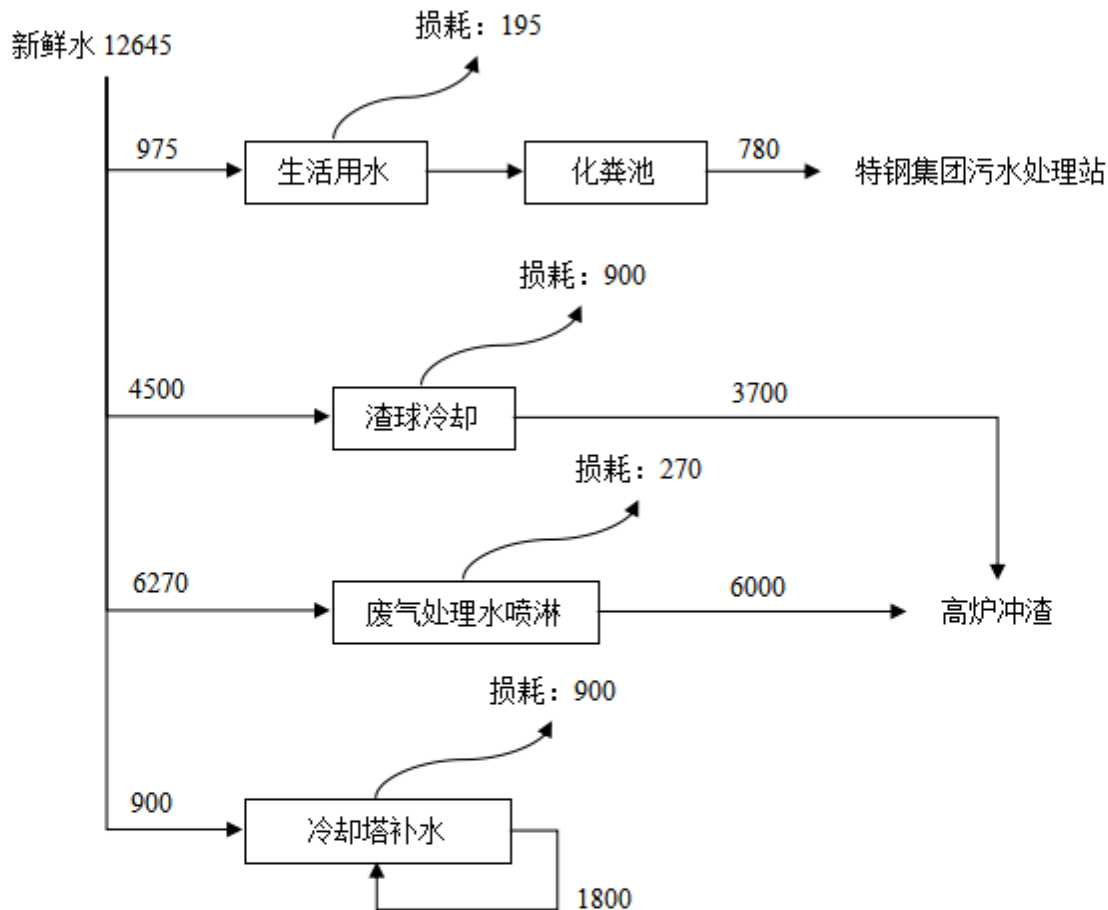 新鲜水 12645
损耗：195
975
生活用水
化粪池
780
特钢集团污水处理站
损耗：900
4500
渣球冷却
3700
损耗：270
6270
废气处理水喷淋
6000
高炉冲渣
损耗：900
900
冷却塔补水
1800